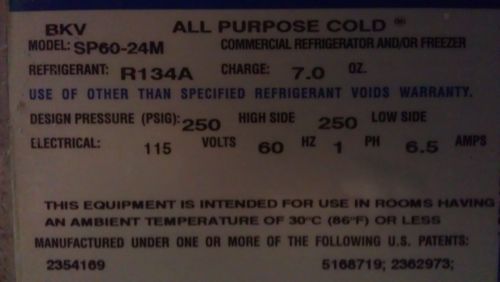 BKV ALL PURPOSE COLD ®
MODEL: SP60-24M COMMERCIAL REFRIGERATOR AND/OR FREEZER
REFRIGERANT: R134A CHARGE: 7.0 OZ.
USE OF OTHER THAN SPECIFIED REFRIGERANT VOIDS WARRANTY.
DESIGN PRESSURE (PSIG): 250 HIGH SIDE 250 LOW SIDE
ELECTRICAL: 115 VOLTS 60 HZ 1 PH 6.5 AMPS
THIS EQUIPMENT IS INTENDED FOR USE IN ROOMS HAVING
AN AMBIENT TEMPERATURE OF 30°C (86°F) OR LESS
MANUFACTURED UNDER ONE OR MORE OF THE FOLLOWING U.S. PATENTS:
2354169 5168719; 2362973;